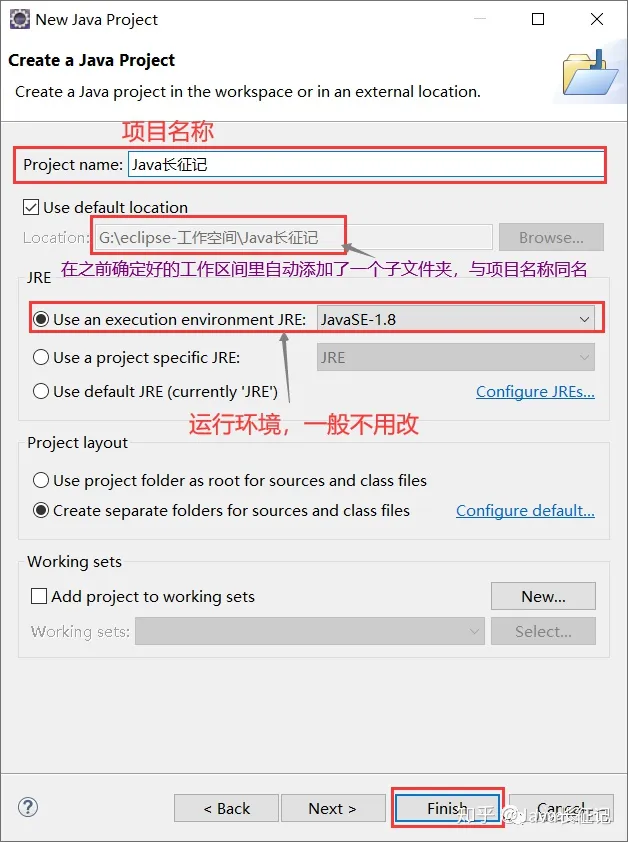 New Java Project
Create a Java Project
Create a Java project in the workspace or in an external location.
项目名称
Project name: Java长征记
Use default location
Location: G:\eclipse-工作空间\Java长征记 Browse...
在之前确定好的工作区间里自动添加了一个子文件夹，与项目名称同名
JRE
Use an execution environment JRE: JavaSE-1.8
Use a project specific JRE: JRE
Use default JRE (currently 'JRE') Configure JREs...
运行环境，一般不用改
Project layout
Use project folder as root for sources and class files
Create separate folders for sources and class files Configure default...
Working sets
Add project to working sets New...
Working sets: Select...
? < Back Next > Finish Cancel
知乎 @Java长征记